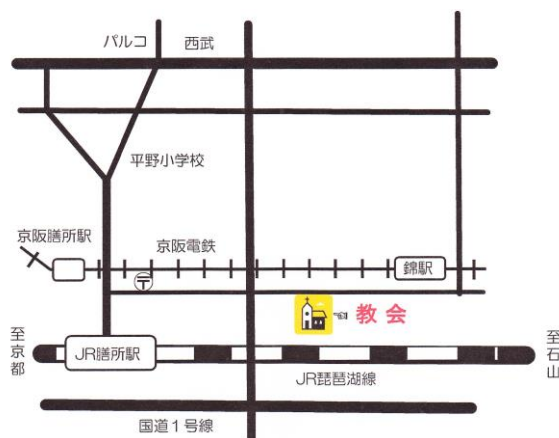 パルコ
西武
平野小学校
京阪膳所駅
京阪電鉄
錦駅
〒
教会
至京都
JR膳所駅
至石山
JR琵琶湖線
国道1号線